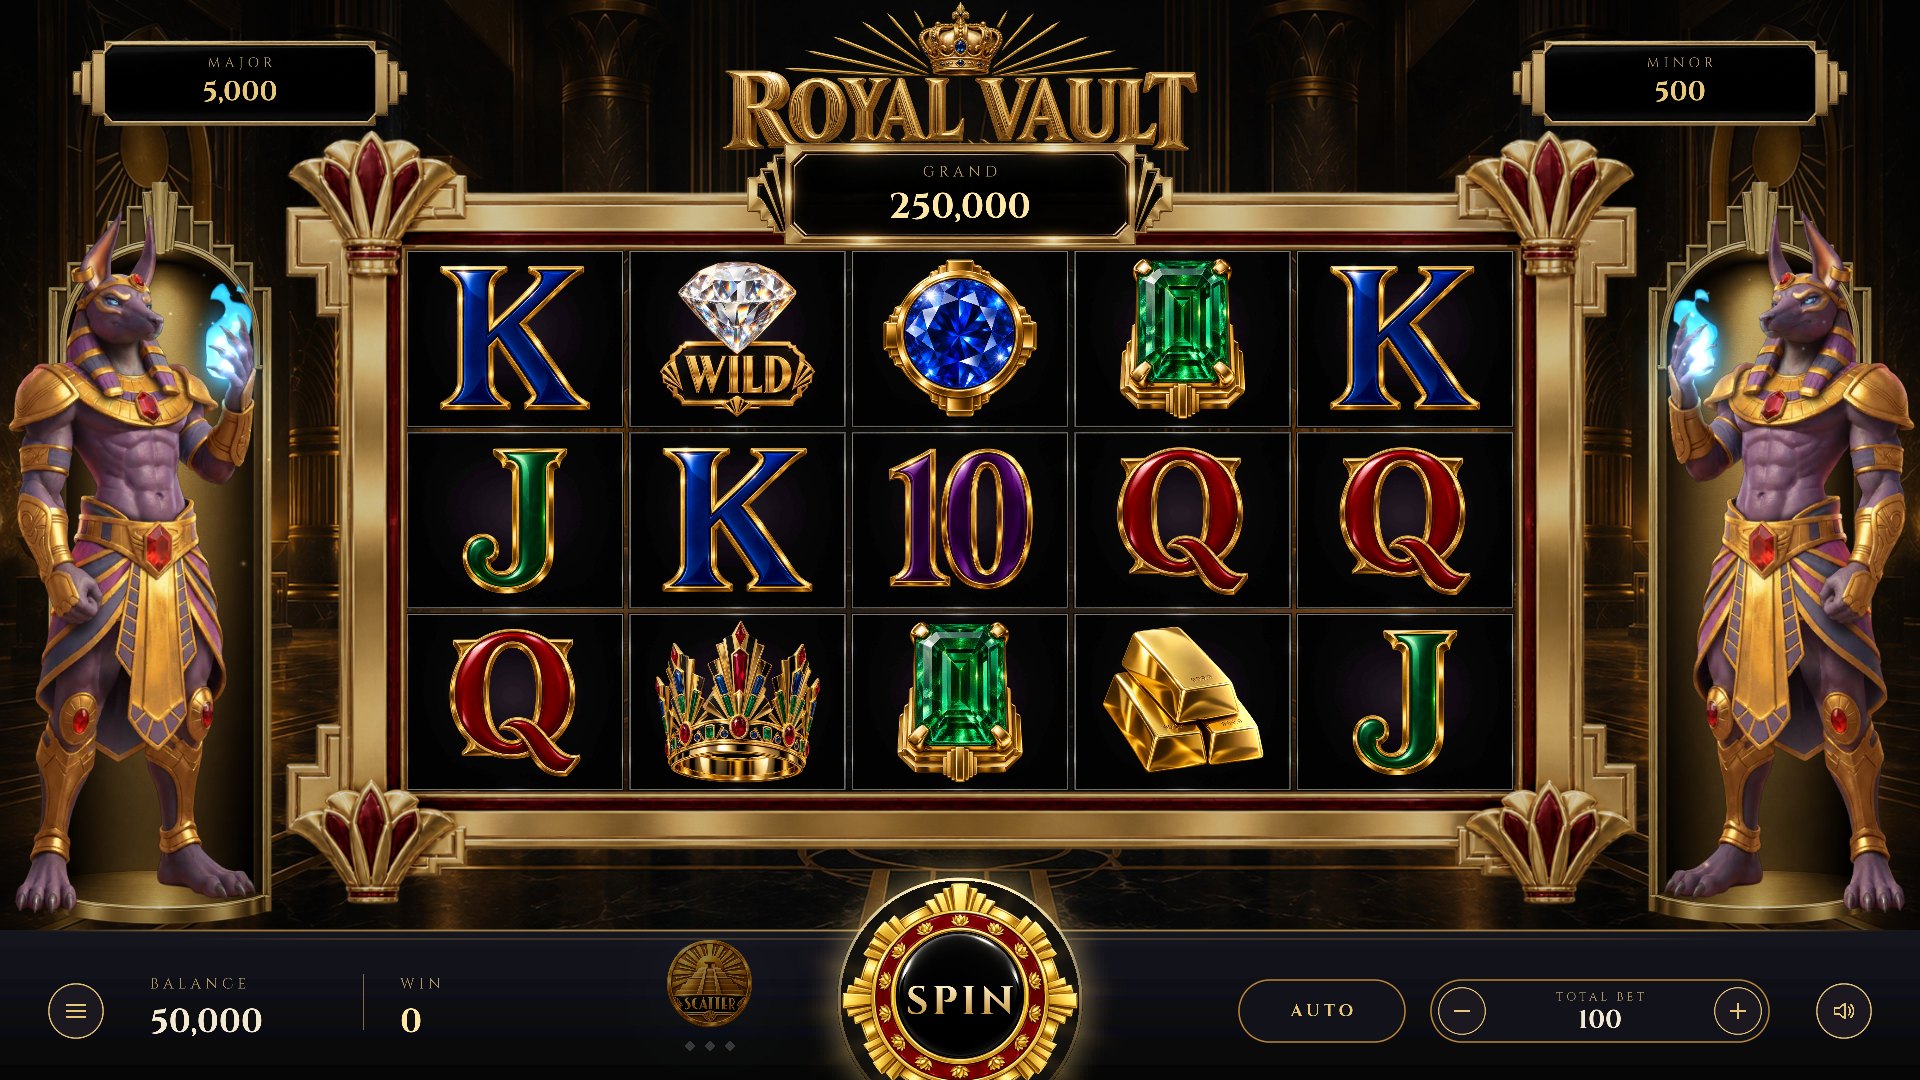 MAJOR
5,000
ROYAL VAULT
MINOR
500
GRAND
250,000
K
WILD
K
J
K
10
Q
Q
Q
J
BALANCE
50,000
WIN
0
SCATTER
SPIN
AUTO
TOTAL BET
100